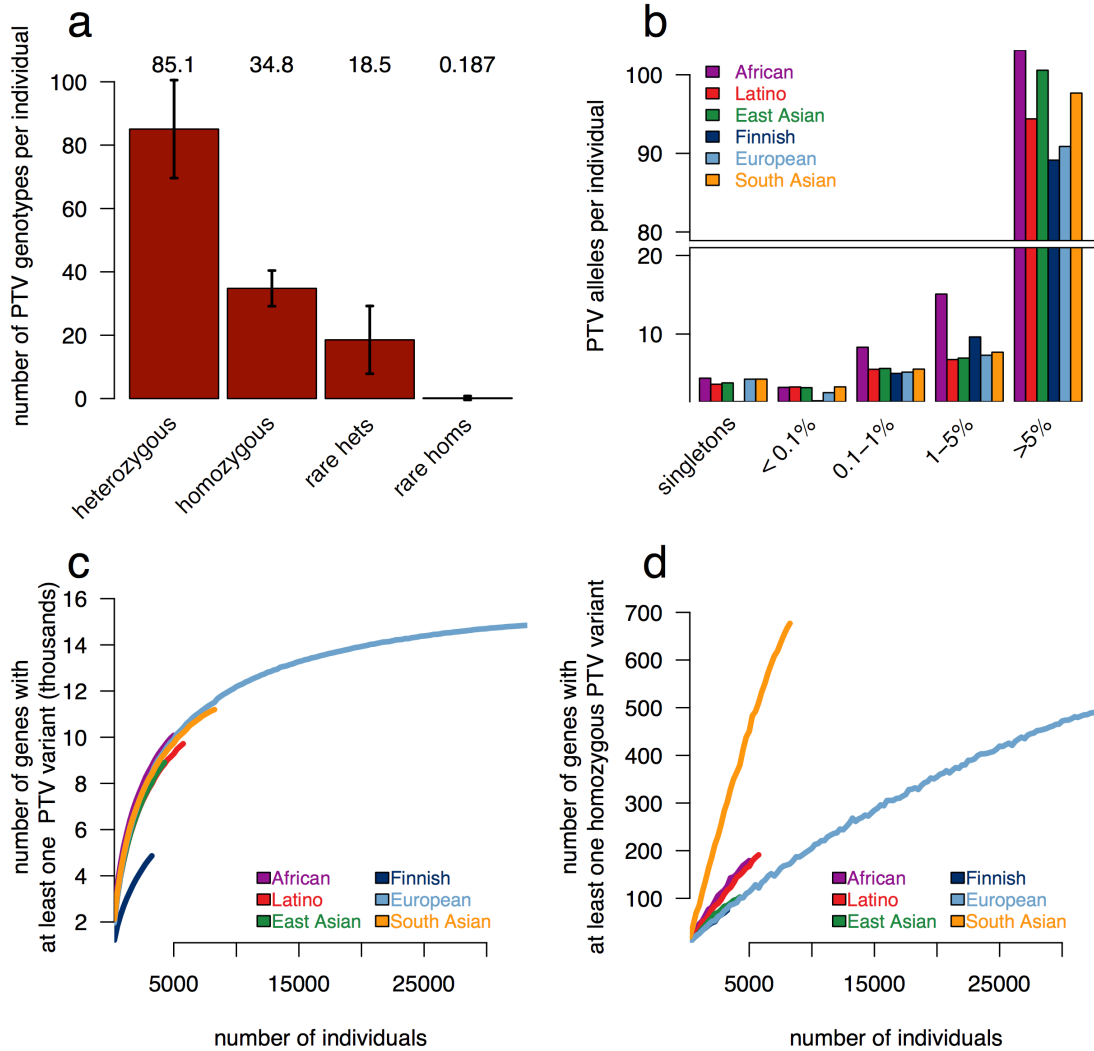 a
number of PTV genotypes per individual
85.1 34.8 18.5 0.187
100
80
60
40
20
0
heterozygous
homozygous
rare hets
rare homs
b
PTV alleles per individual
African
Latino
East Asian
Finnish
European
South Asian
100
90
80
20
10
singletons
< 0.1%
0.1−1%
1−5%
>5%
c
number of genes with
at least one PTV variant (thousands)
16
14
12
10
8
6
4
2
African Finnish
Latino European
East Asian South Asian
5000 15000 25000
number of individuals
d
number of genes with
at least one homozygous PTV variant
700
600
500
400
300
200
100
African Finnish
Latino European
East Asian South Asian
5000 15000 25000
number of individuals